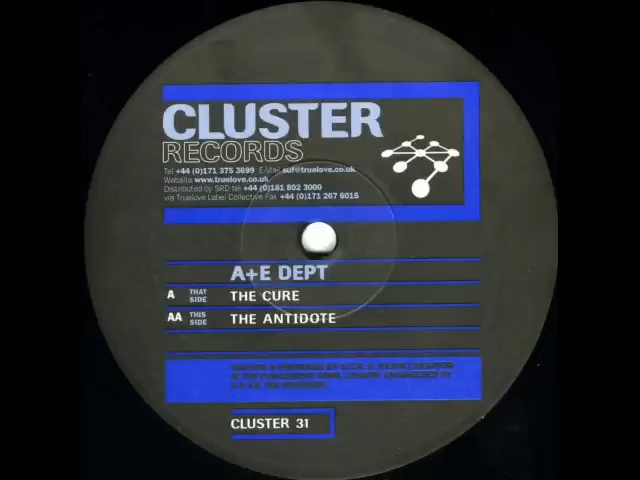 CLUSTER
RECORDS
Tel +44 (0)171 375 3699 E-Mail suf@truelove.co.uk
Website www.truelove.co.uk
Distributed by SRD tel +44 (0)181 802 3000
via Truelove Label Collective Fax +44 (0)171 267 6015
A+E DEPT
A THAT SIDE THE CURE
AA THIS SIDE THE ANTIDOTE
CLUSTER 31